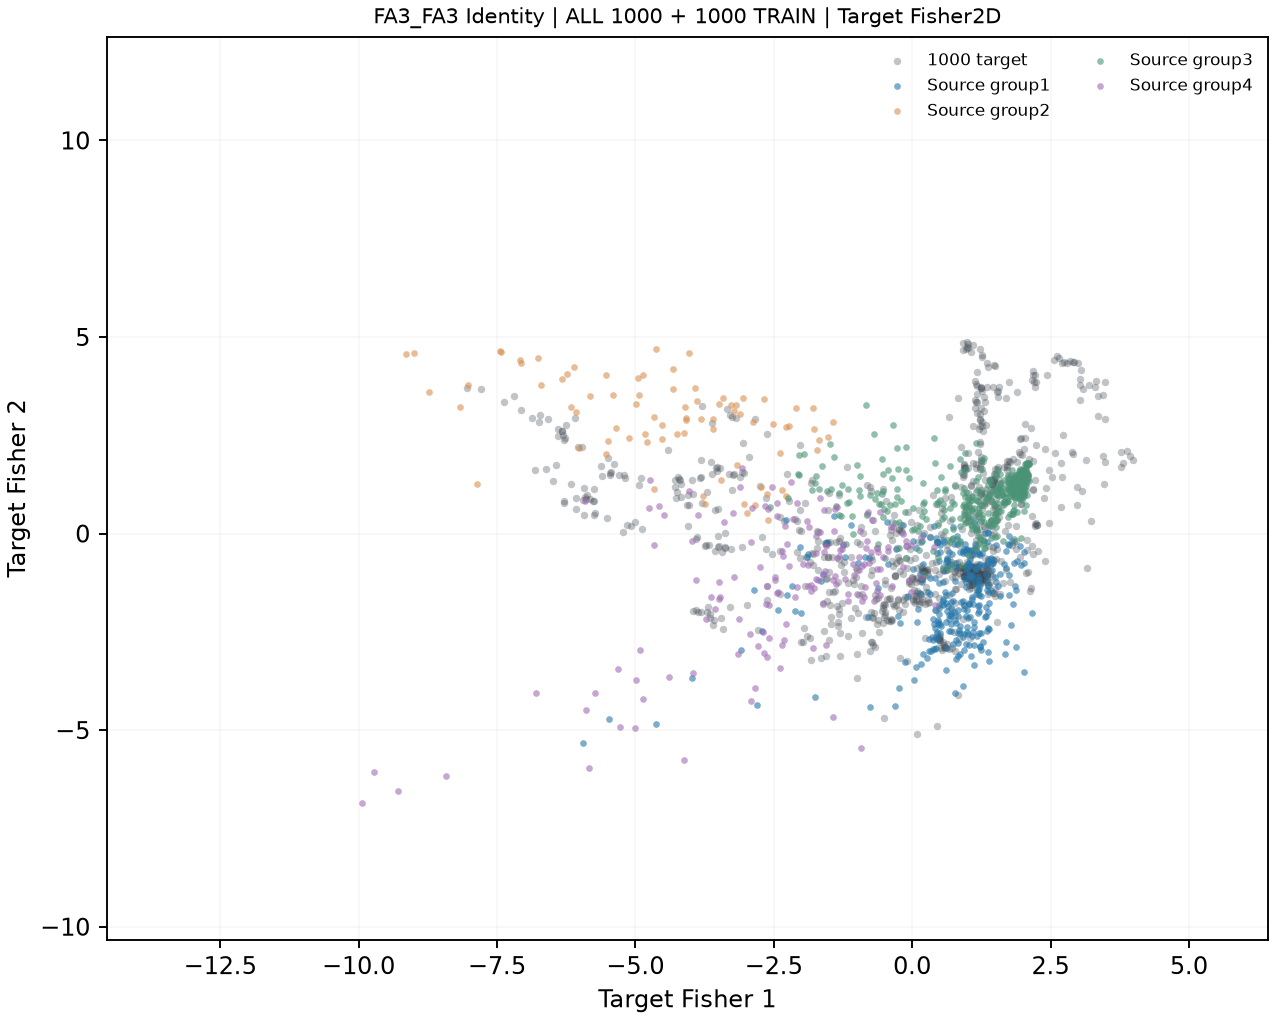 FA3_FA3 Identity | ALL 1000 + 1000 TRAIN | Target Fisher2D
1000 target
Source group1
Source group2
Source group3
Source group4
10
5
0
−5
−10
Target Fisher 2
−12.5
−10.0
−7.5
−5.0
−2.5
0.0
2.5
5.0
Target Fisher 1